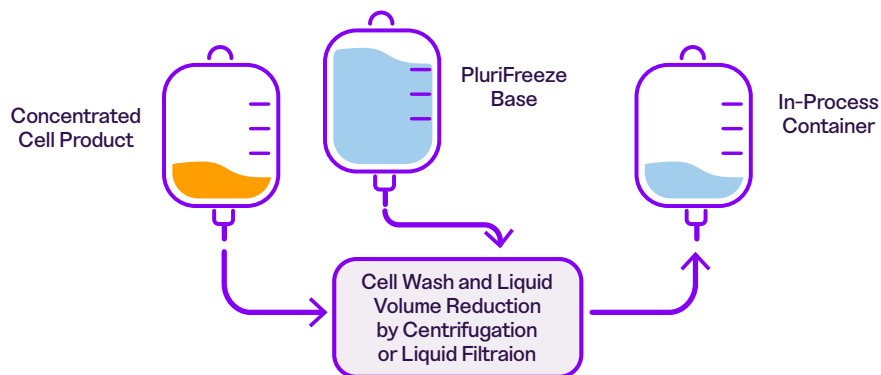 Concentrated
Cell Product
PluriFreeze
Base
In-Process
Container
Cell Wash and Liquid
Volume Reduction
by Centrifugation
or Liquid Filtraion